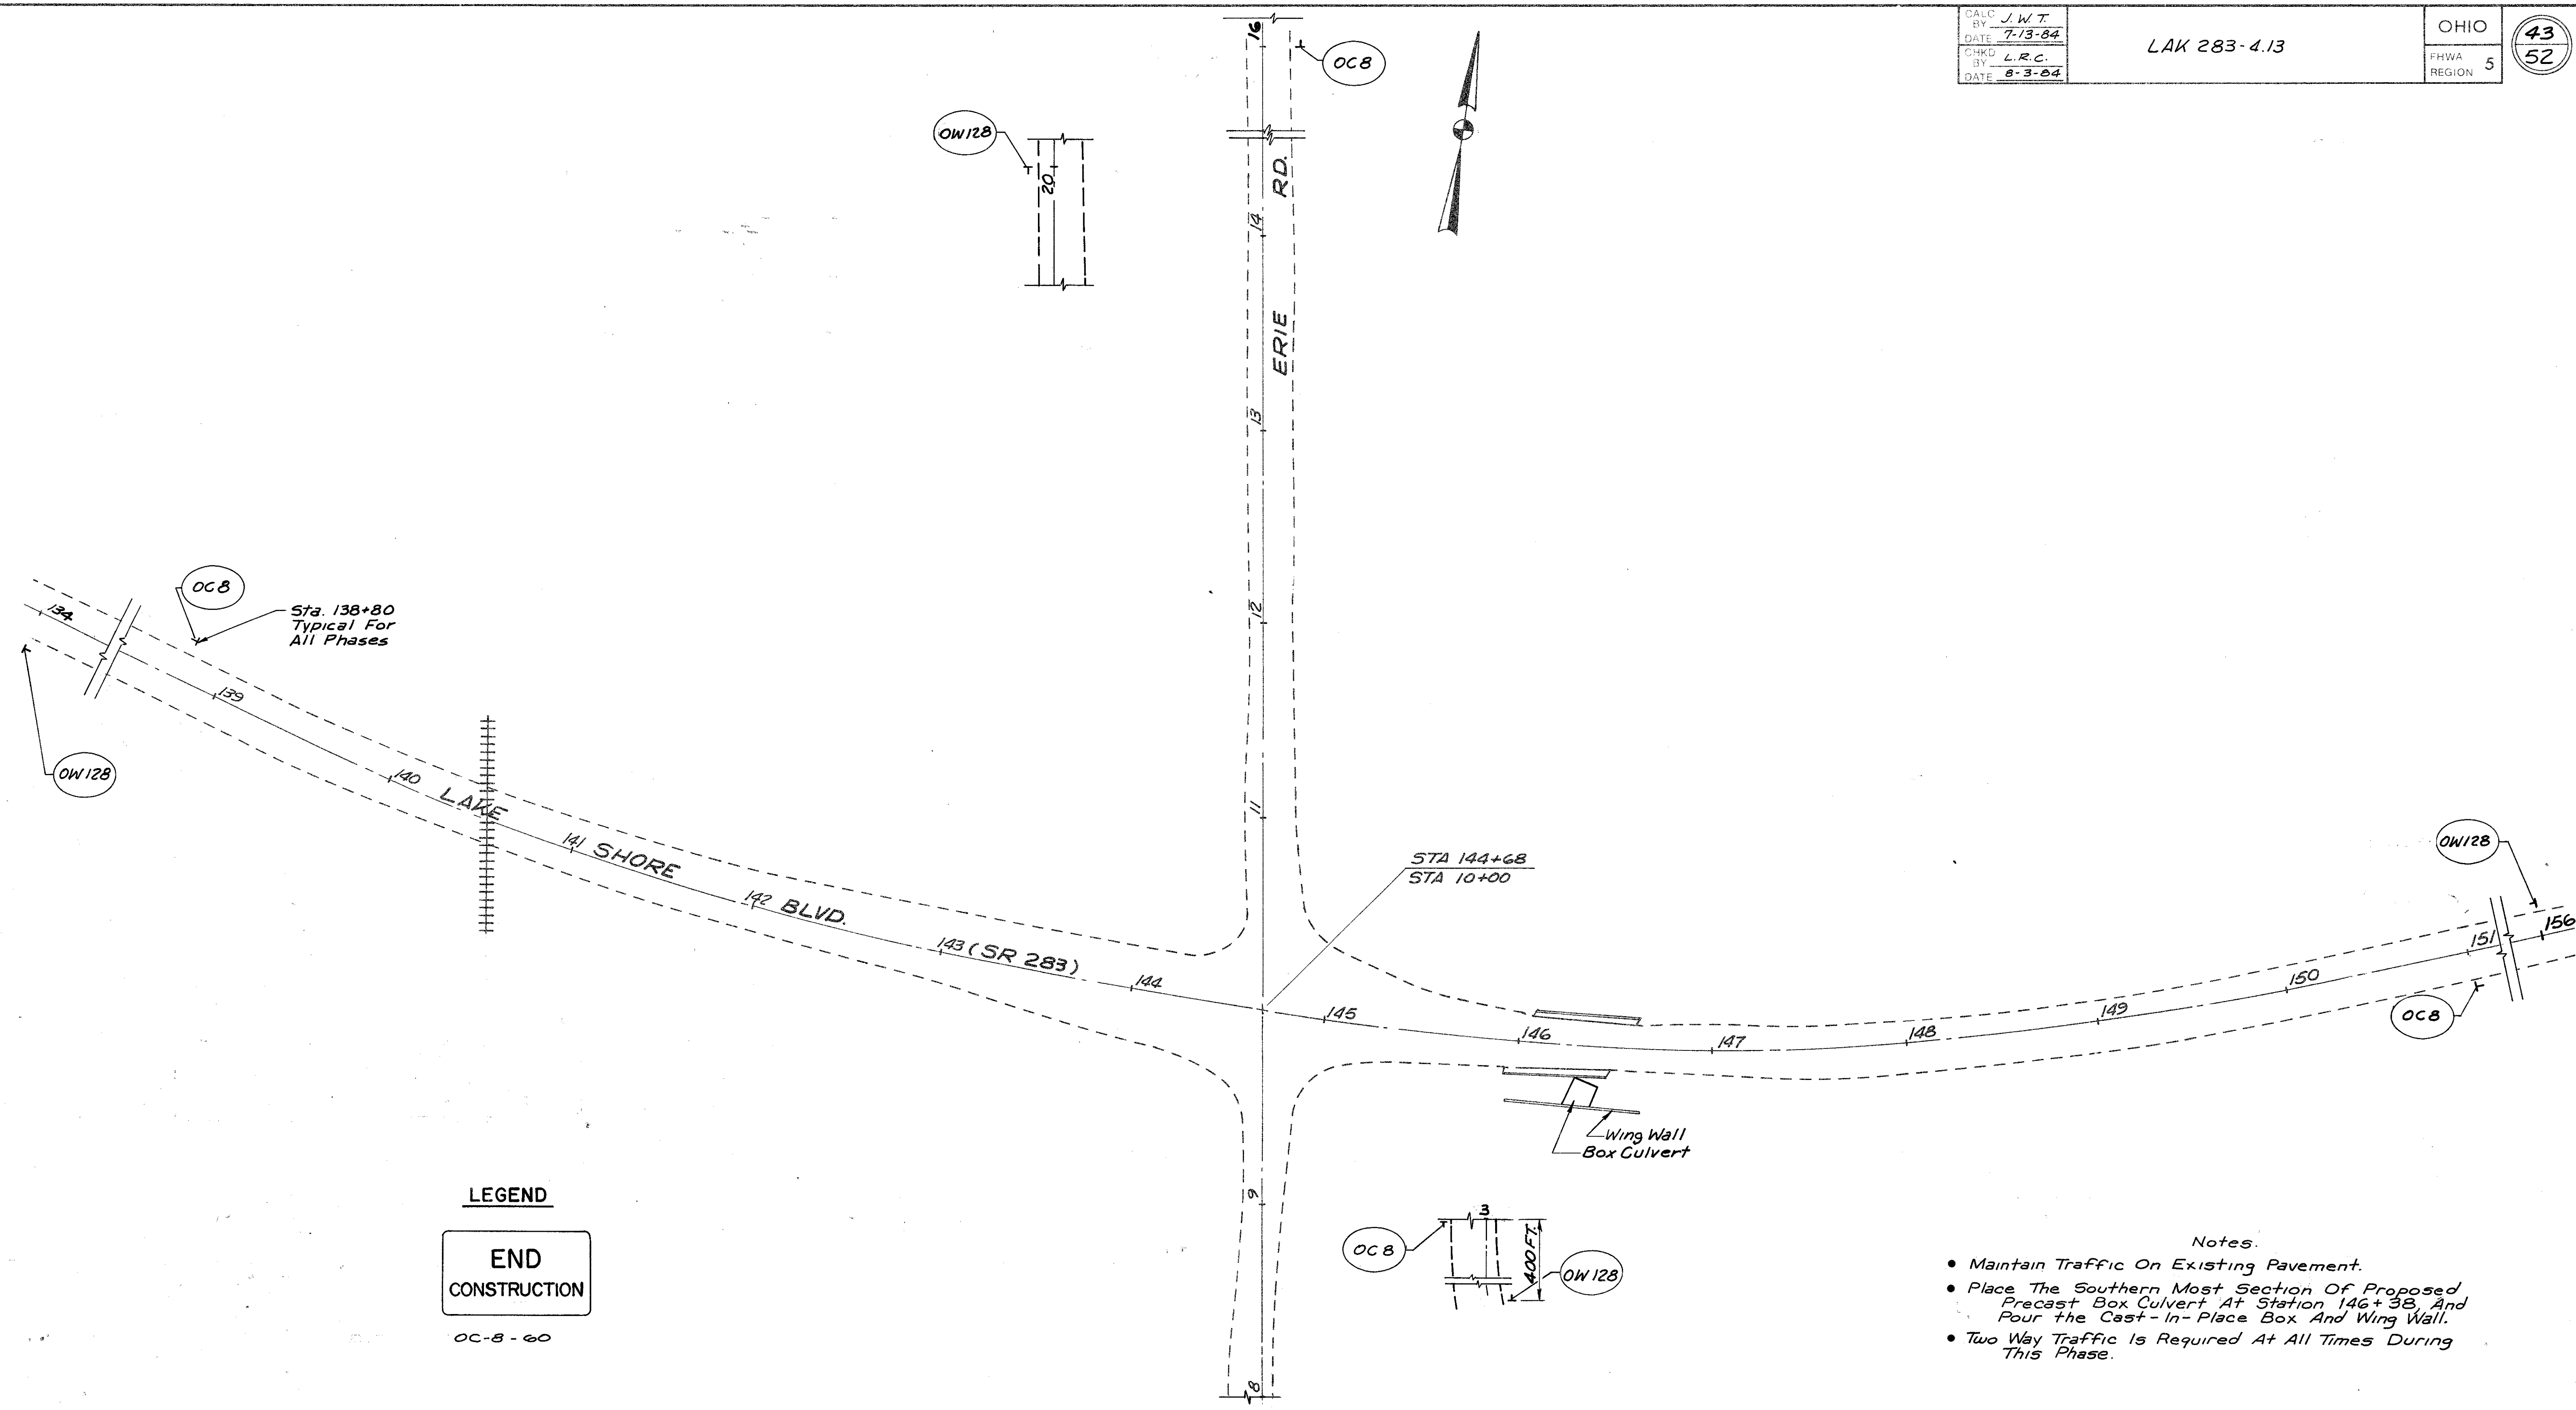 CALC BY J.W.T.
DATE 7-13-84
CHKD BY L.R.C.
DATE 8-3-84
LAK 283-4.13
OHIO
FHWA REGION 5
43
52
16
OC8
OW128
20
14
ERIE RD.
13
12
11
OC8
Sta. 138+80
Typical For
All Phases
134
139
OW128
140
LAKE SHORE BLVD. (SR 283)
141
142
143
144
STA 144+68
STA 10+00
145
146
147
148
149
150
151
156
OW128
OC8
Wing Wall
Box Culvert
9
8
3
OC8
400 FT.
OW128
LEGEND
END
CONSTRUCTION
OC-8-60
Notes.
• Maintain Traffic On Existing Pavement.
• Place The Southern Most Section Of Proposed
Precast Box Culvert At Station 146+38, And
Pour the Cast-In-Place Box And Wing Wall.
• Two Way Traffic Is Required At All Times During
This Phase.